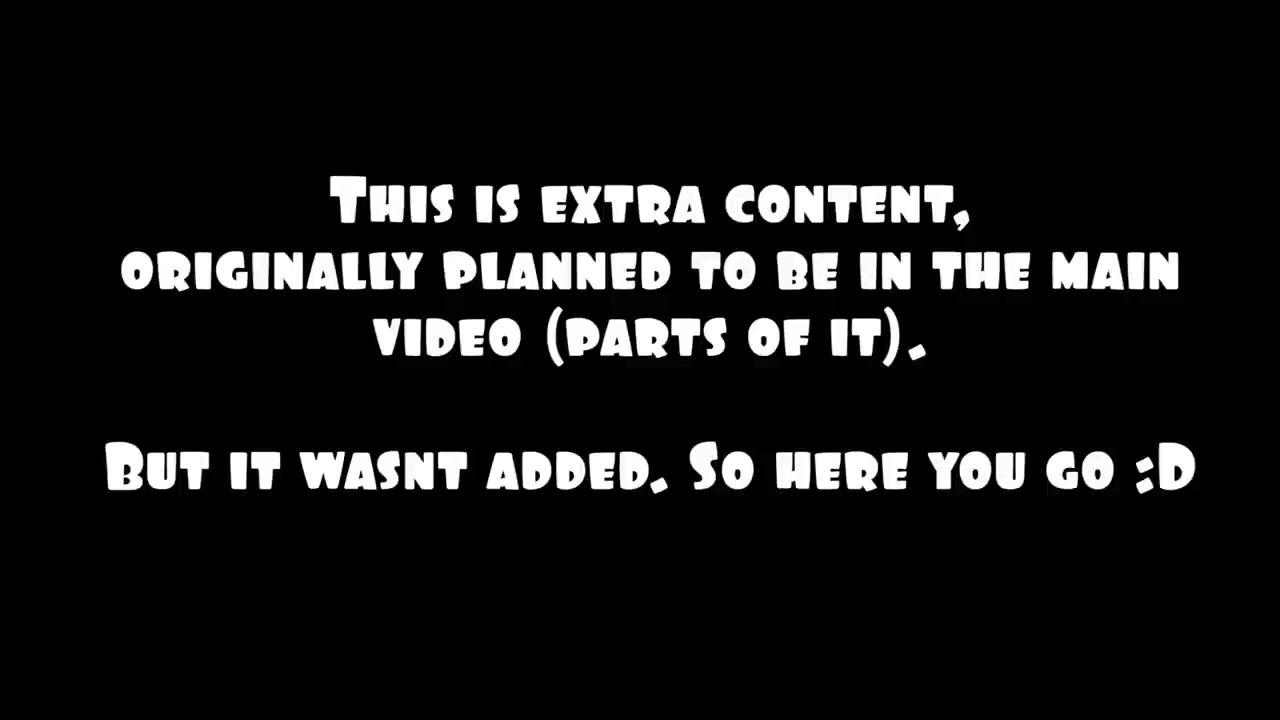 This is extra content,
originally planned to be in the main
video (parts of it).
But it wasnt added. So here you go :D